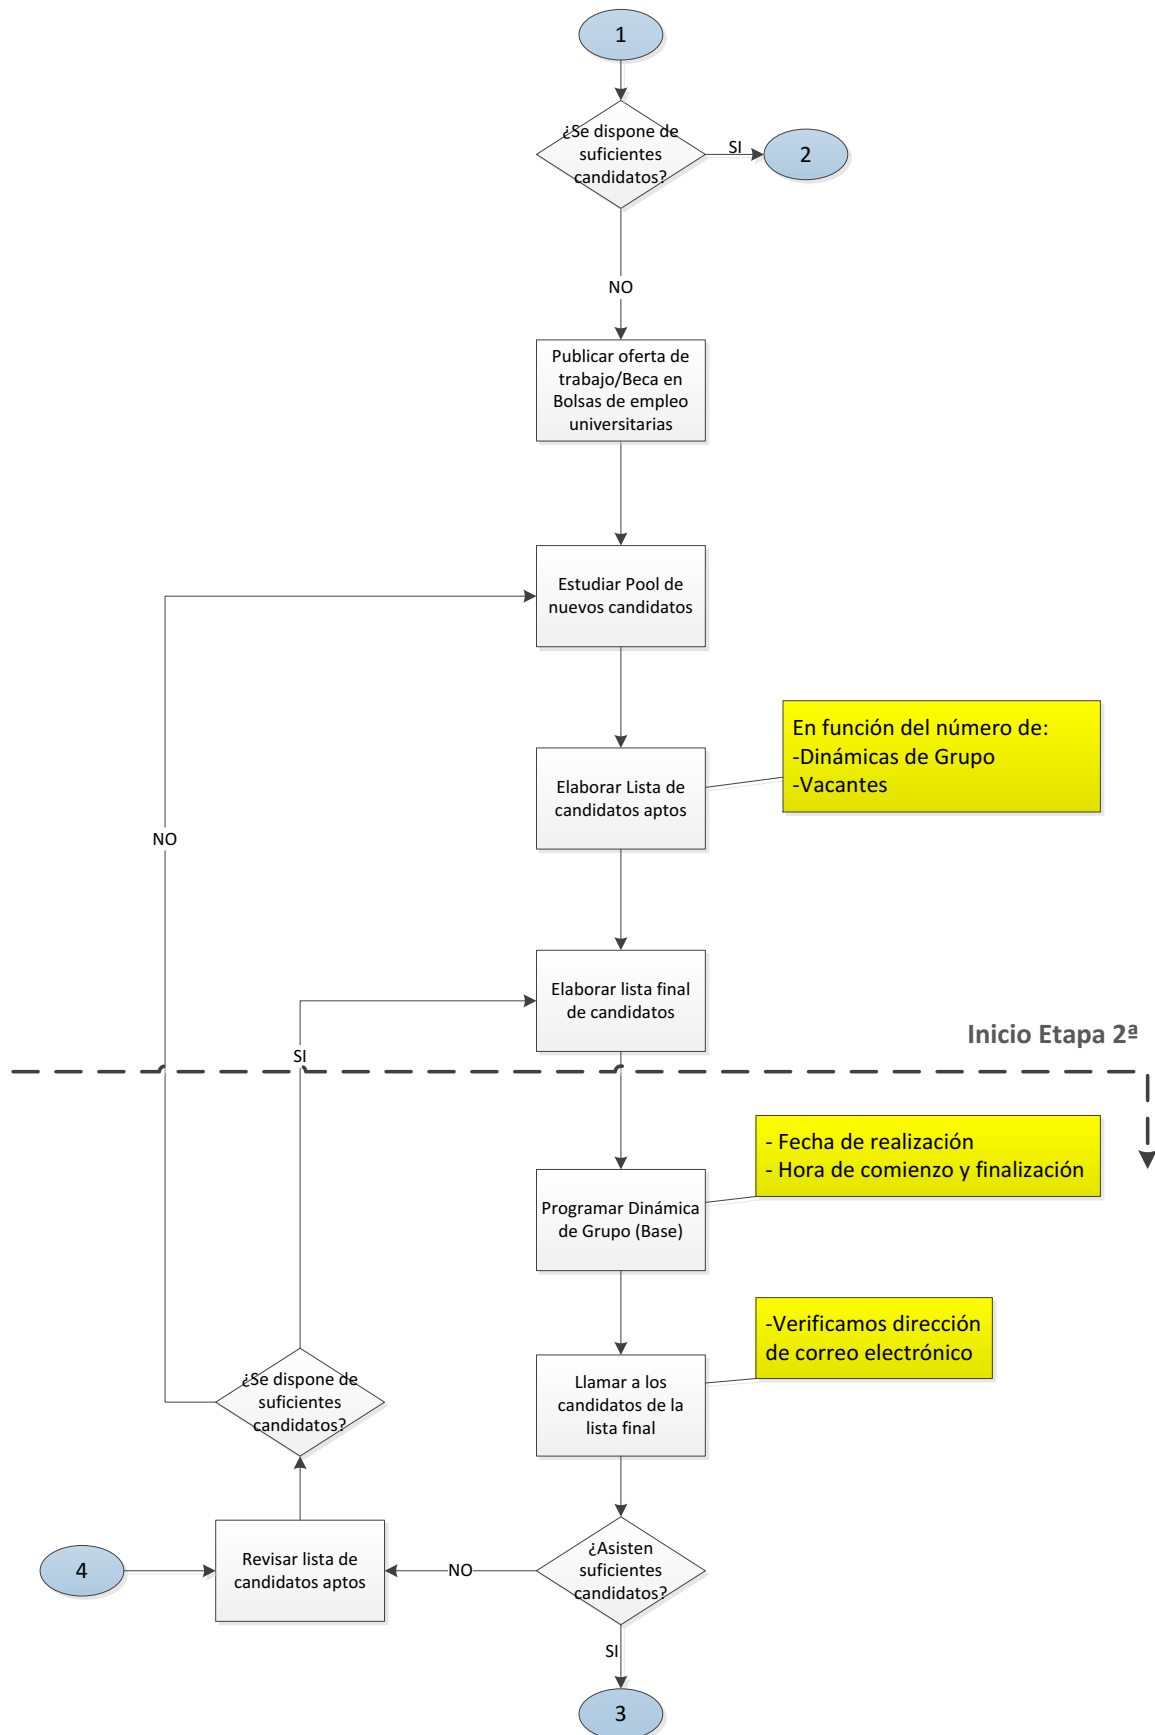 1
¿Se dispone de
suficientes
candidatos?
SI
2
NO
Publicar oferta de
trabajo/Beca en
Bolsas de empleo
universitarias
Estudiar Pool de
nuevos candidatos
En función del número de:
-Dinámicas de Grupo
-Vacantes
Elaborar Lista de
candidatos aptos
NO
Elaborar lista final
de candidatos
Inicio Etapa 2ª
SI
- Fecha de realización
- Hora de comienzo y finalización
Programar Dinámica
de Grupo (Base)
-Verificamos dirección
de correo electrónico
Llamar a los
candidatos de la
lista final
¿Se dispone de
suficientes
candidatos?
4
Revisar lista de
candidatos aptos
NO
¿Asisten
suficientes
candidatos?
SI
3